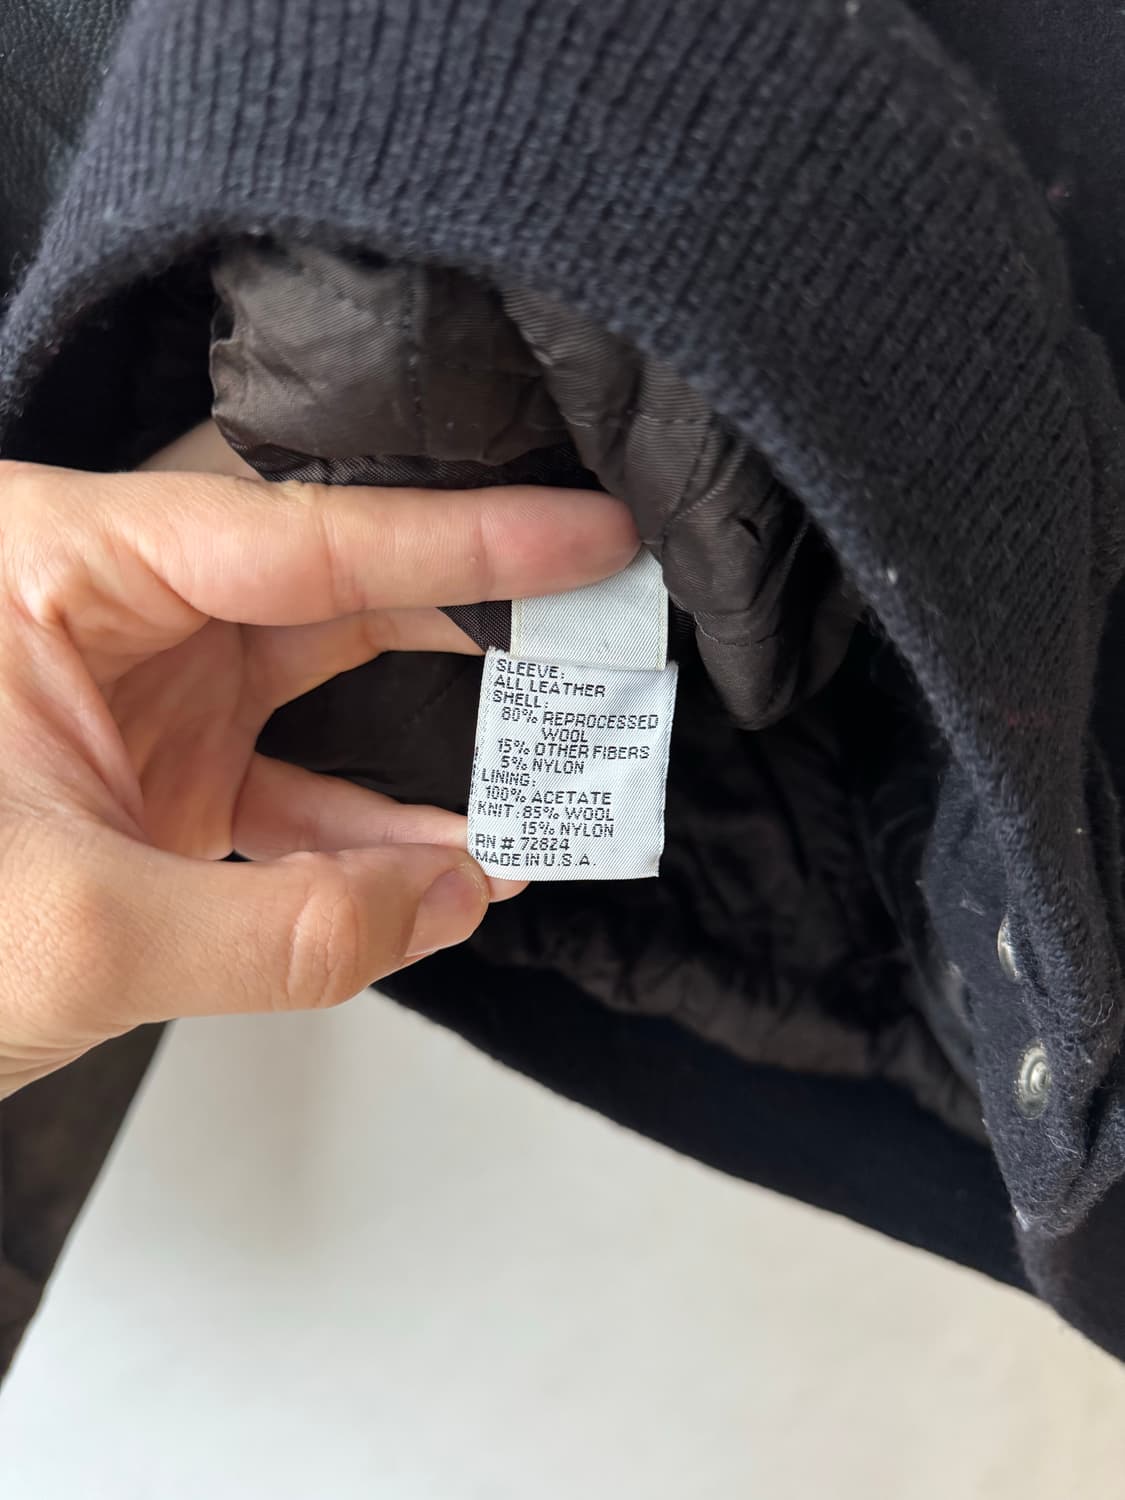 SLEEVE:
ALL LEATHER
SHELL:
80% REPROCESSED
WOOL
15% OTHER FIBERS
5% NYLON
LINING:
100% ACETATE
KNIT: 85% WOOL
15% NYLON
RN # 72824
MADE IN U.S.A.